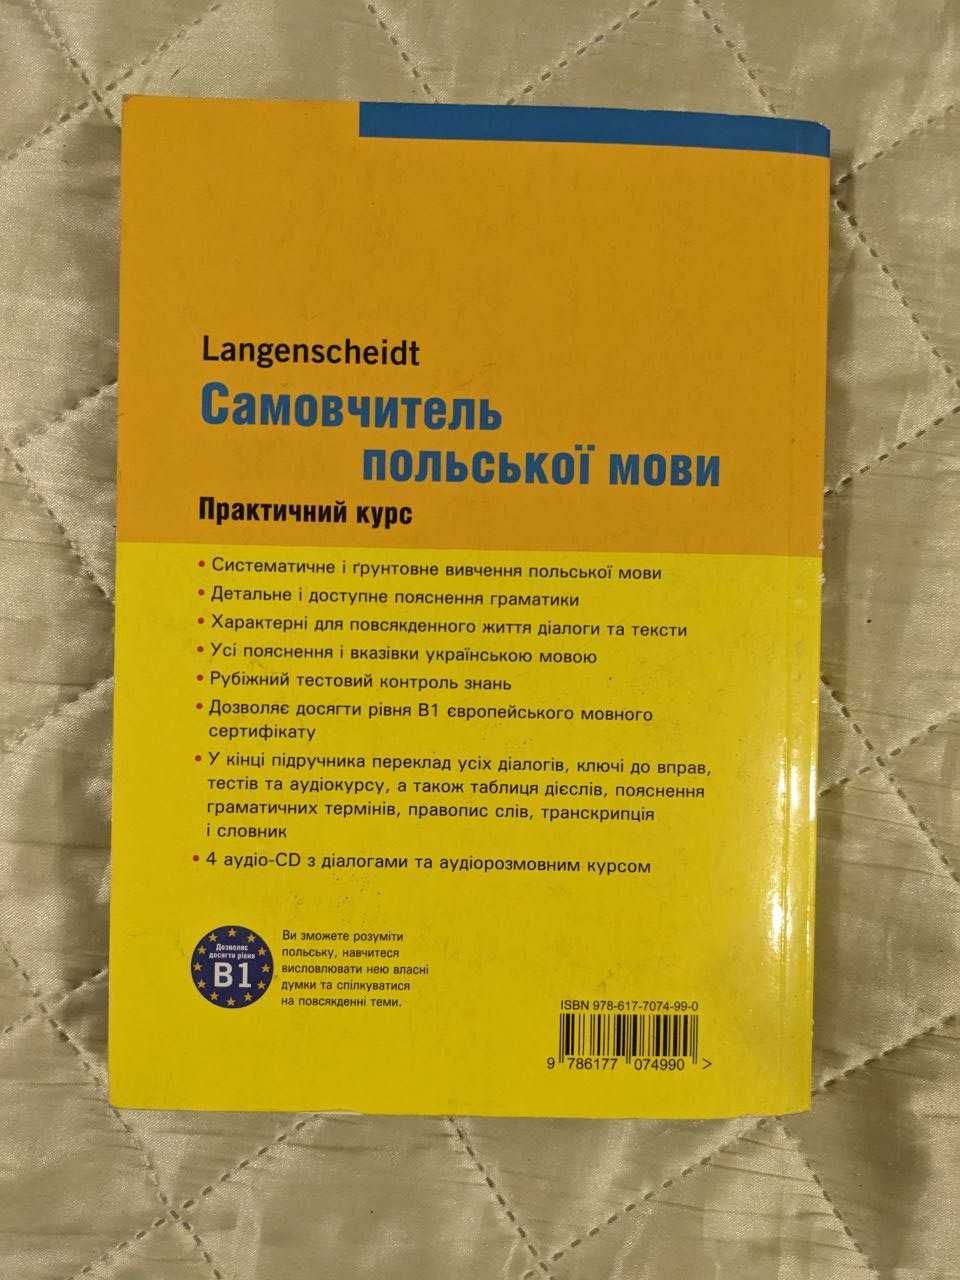 Langenscheidt
Самовчитель
польської мови
Практичний курс
• Систематичне і ґрунтовне вивчення польської мови
• Детальне і доступне пояснення граматики
• Характерні для повсякденного життя діалоги та тексти
• Усі пояснення і вказівки українською мовою
• Рубіжний тестовий контроль знань
• Дозволяє досягти рівня В1 європейського мовного
сертифікату
• У кінці підручника переклад усіх діалогів, ключі до вправ,
тестів та аудіокурсу, а також таблиця дієслів, пояснення
граматичних термінів, правопис слів, транскрипція
і словник
• 4 аудіо-CD з діалогами та аудіорозмовним курсом
Дозволяє
досягти рівня
B1
Ви зможете розуміти
польську, навчитеся
висловлювати нею власні
думки та спілкуватися
на повсякденні теми.
ISBN 978-617-7074-99-0
9 786177 074990 >